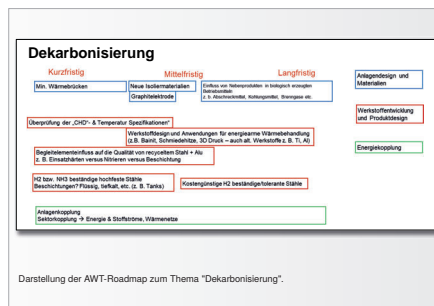 Dekarbonisierung
Kurzfristig
Mittelfristig
Langfristig
Min. Wärmebrücken
Neue Isoliermaterialien
Graphitelektrode
Einfluss von Nebenprodukten in biologisch erzeugten
Betriebsmitteln
z. b. Abschreckmittel, Kühlungsmittel, Brenngase etc.
Anlagendesign und
Materialien
Werkstoffentwicklung
und Produktdesign
Energiekopplung
Überprüfung der „CHD“- & Temperatur Spezifikationen“
Werkstoffdesign und Anwendungen für energiearme Wärmebehandlung
(z.B. Bainit, Schmiedehitze, 3D Druck – auch alt. Werkstoffe z. B. Ti, Al)
Begleitelementeinfluss auf die Qualität von recyceltem Stahl + Alu
z. B. Einsatzhärten versus Nitrieren versus Beschichtung
H2 bzw. NH3 beständige hochfeste Stähle
Beschichtungen? Flüssig, tiefkalt, etc. (z. B. Tanks)
Kostengünstige H2 beständige/tolerante Stähle
Anlagenkopplung
Sektorkopplung → Energie & Stoffströme, Wärmenetze
Darstellung der AWT-Roadmap zum Thema "Dekarbonisierung".